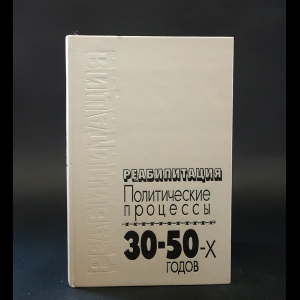 РЕАБИЛИТАЦИЯ
РЕАБИЛИТАЦИЯ
Политические
процессы
30-50-х
годов